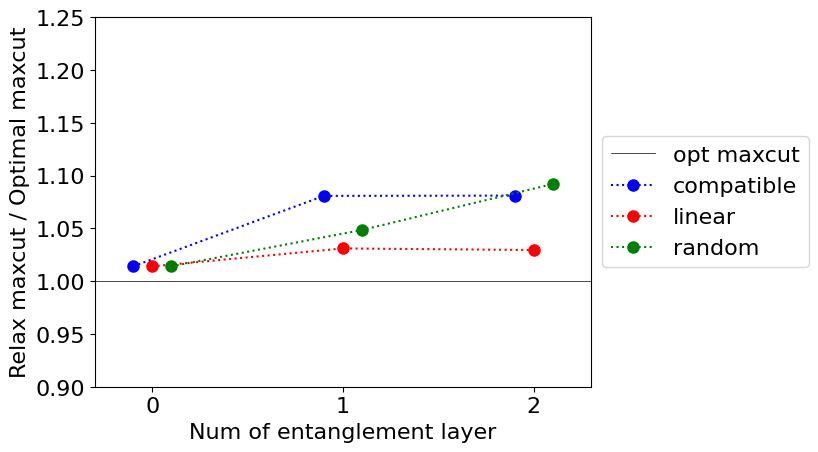 Relax maxcut / Optimal maxcut
1.25
1.20
1.15
1.10
1.05
1.00
0.95
0.90
0
1
2
Num of entanglement layer
opt maxcut
compatible
linear
random